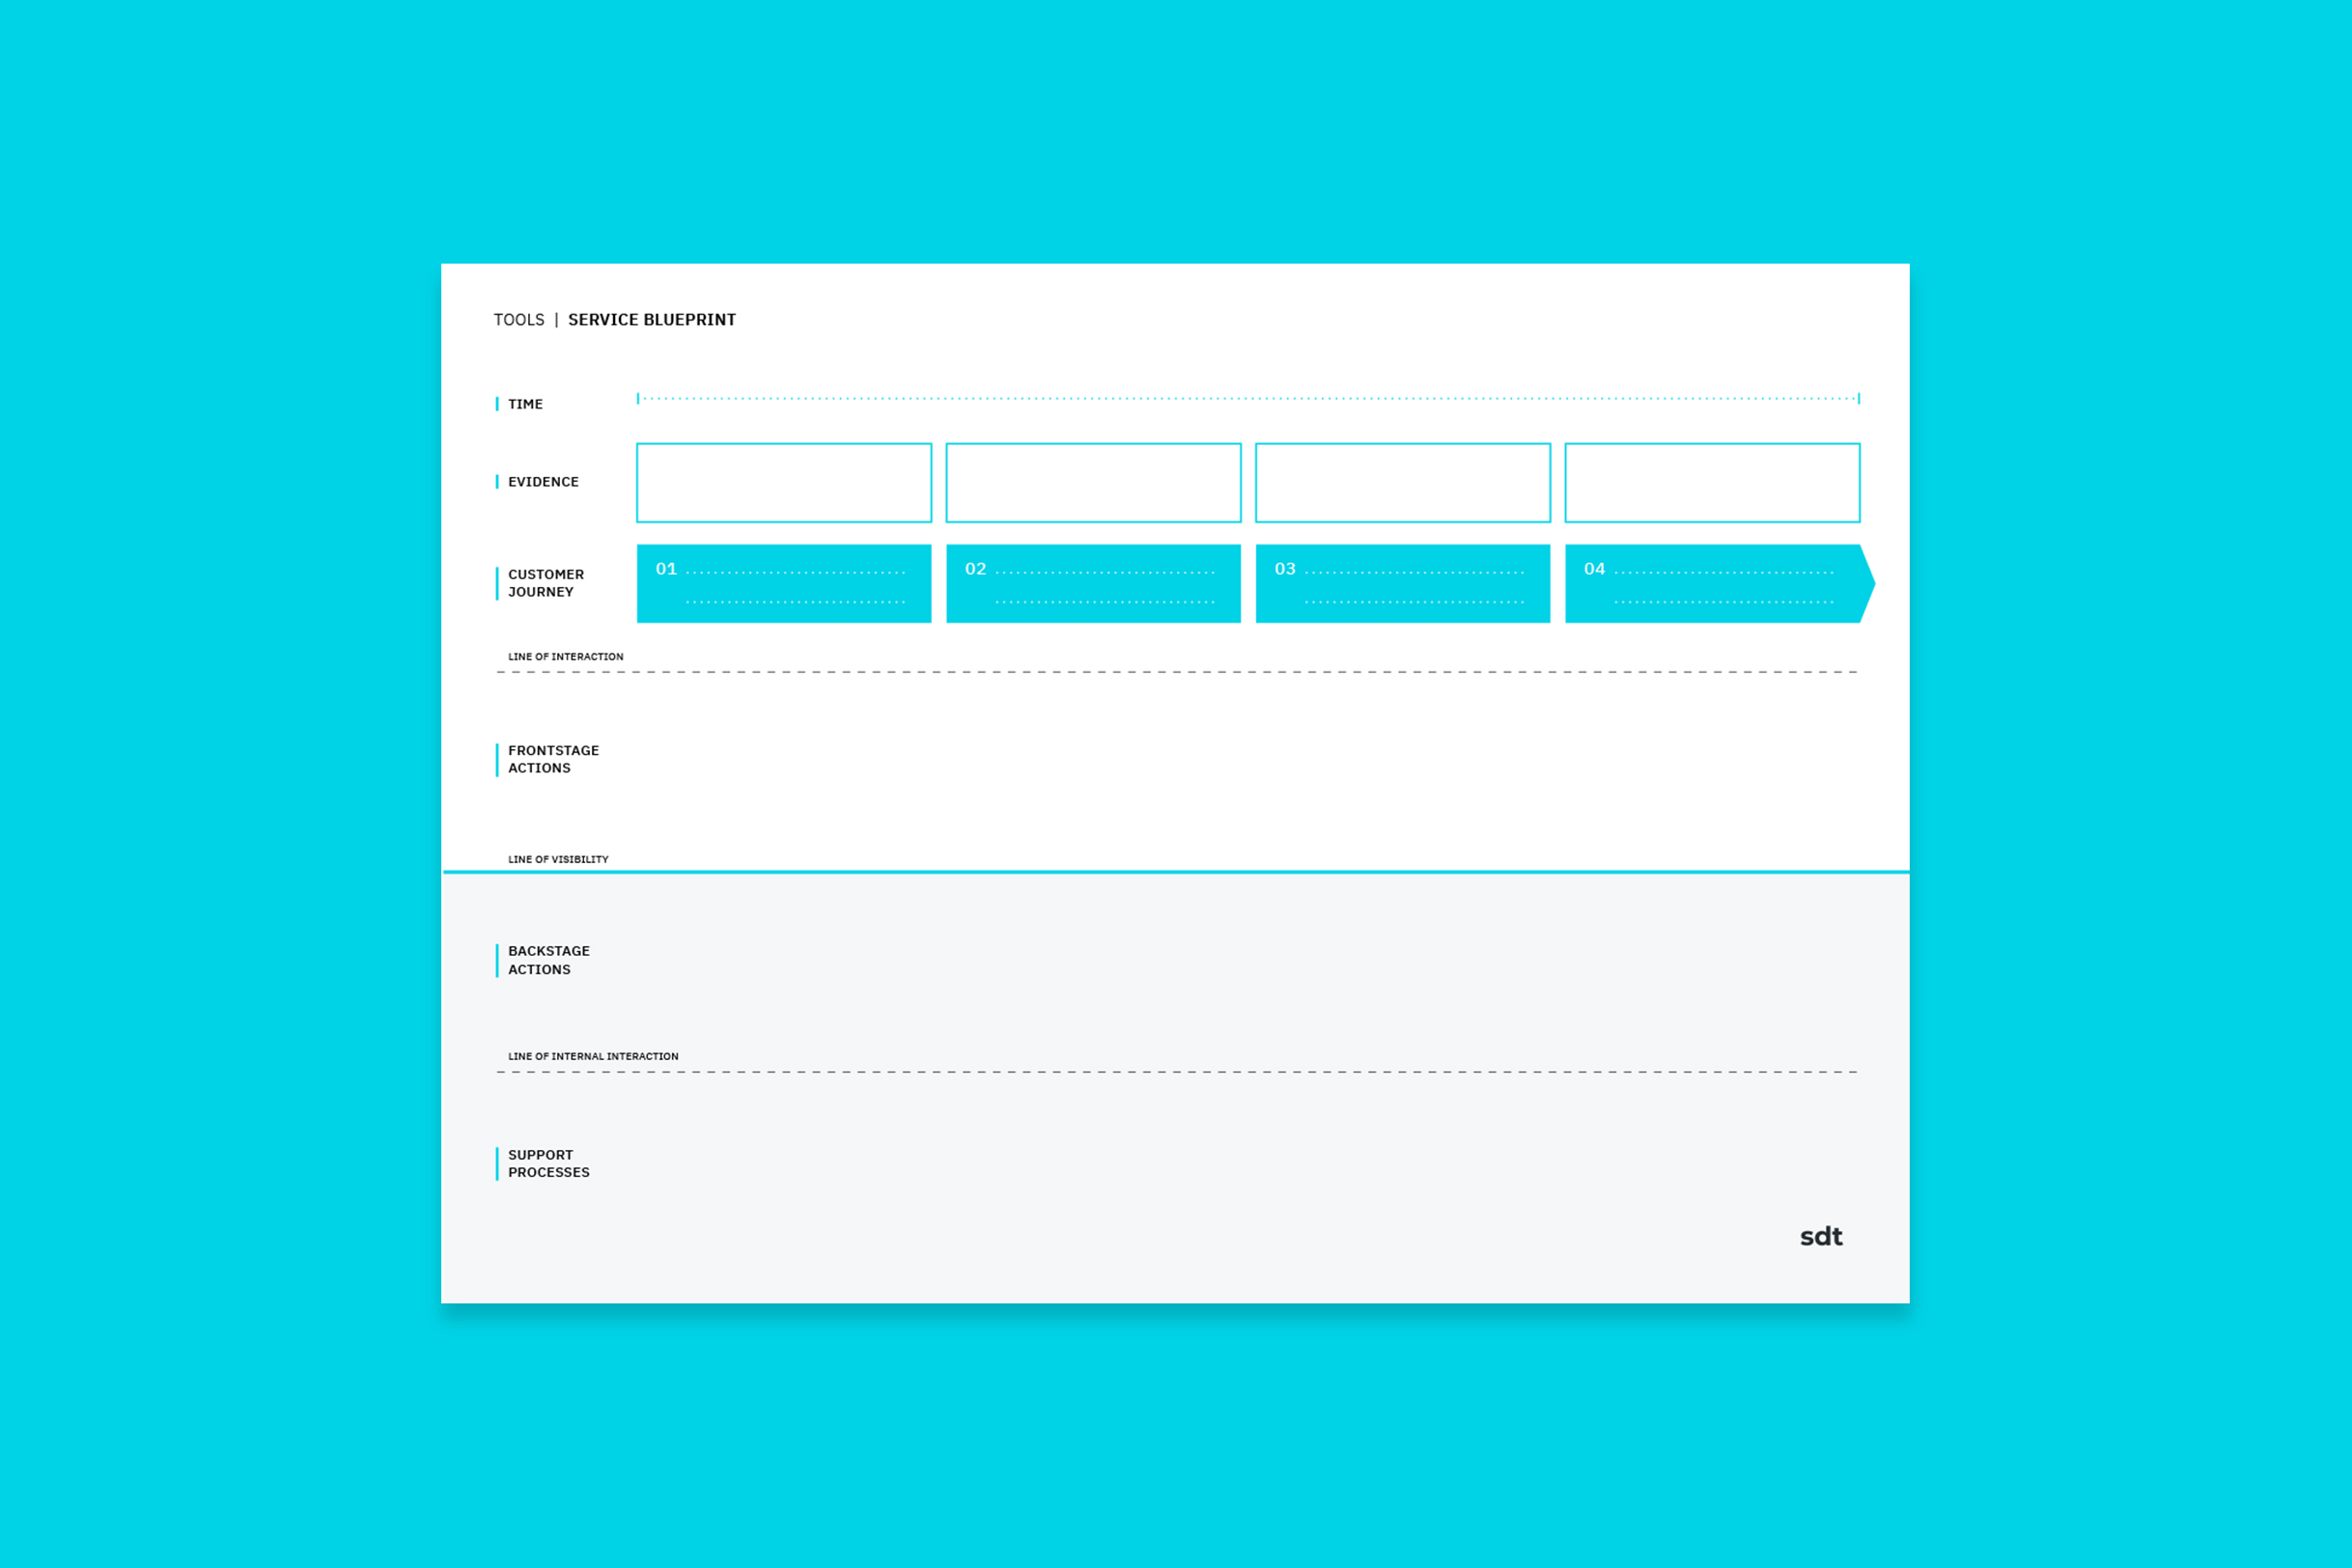 TOOLS | SERVICE BLUEPRINT
TIME
EVIDENCE
CUSTOMER
JOURNEY
01
02
03
04
LINE OF INTERACTION
FRONTSTAGE
ACTIONS
LINE OF VISIBILITY
BACKSTAGE
ACTIONS
LINE OF INTERNAL INTERACTION
SUPPORT
PROCESSES
sdt